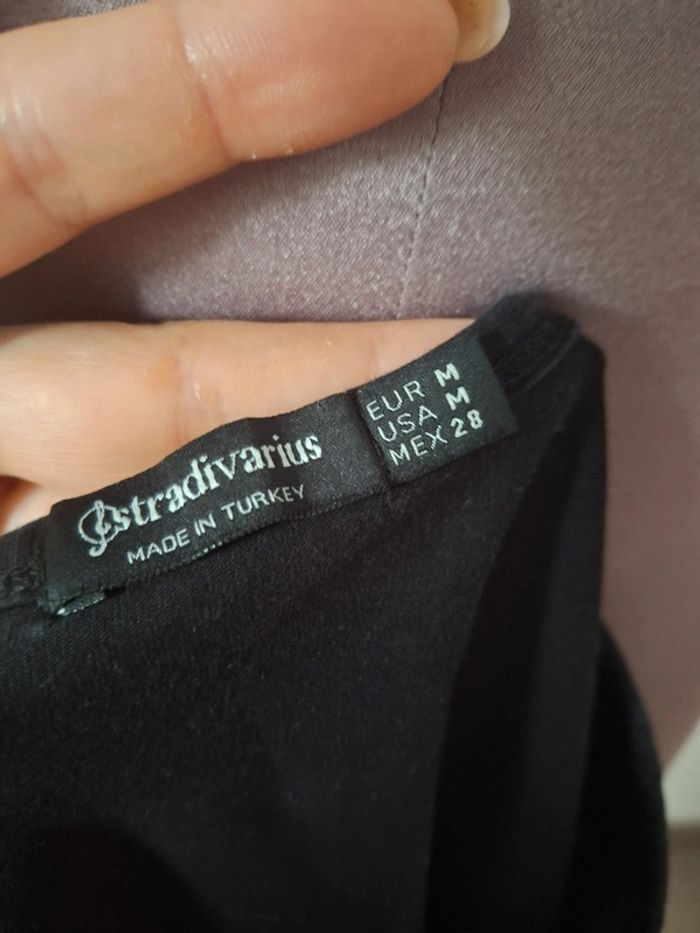 stradivarius
MADE IN TURKEY
EUR M
USA M
MEX 28